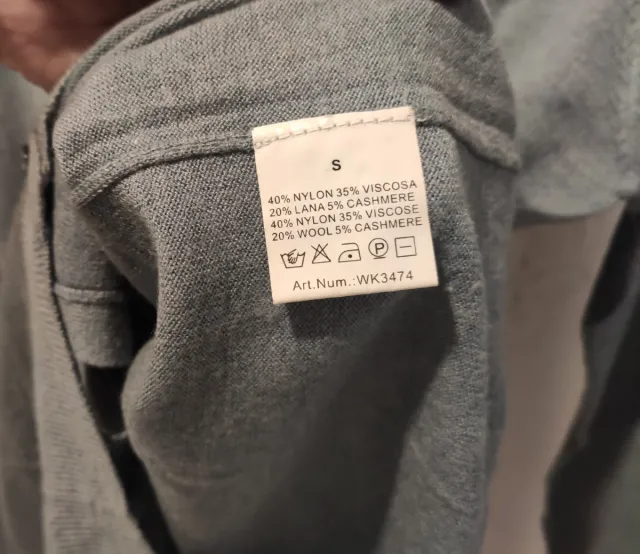 S
40% NYLON 35% VISCOSA
20% LANA 5% CASHMERE
40% NYLON 35% VISCOSE
20% WOOL 5% CASHMERE
P
Art.Num.:WK3474